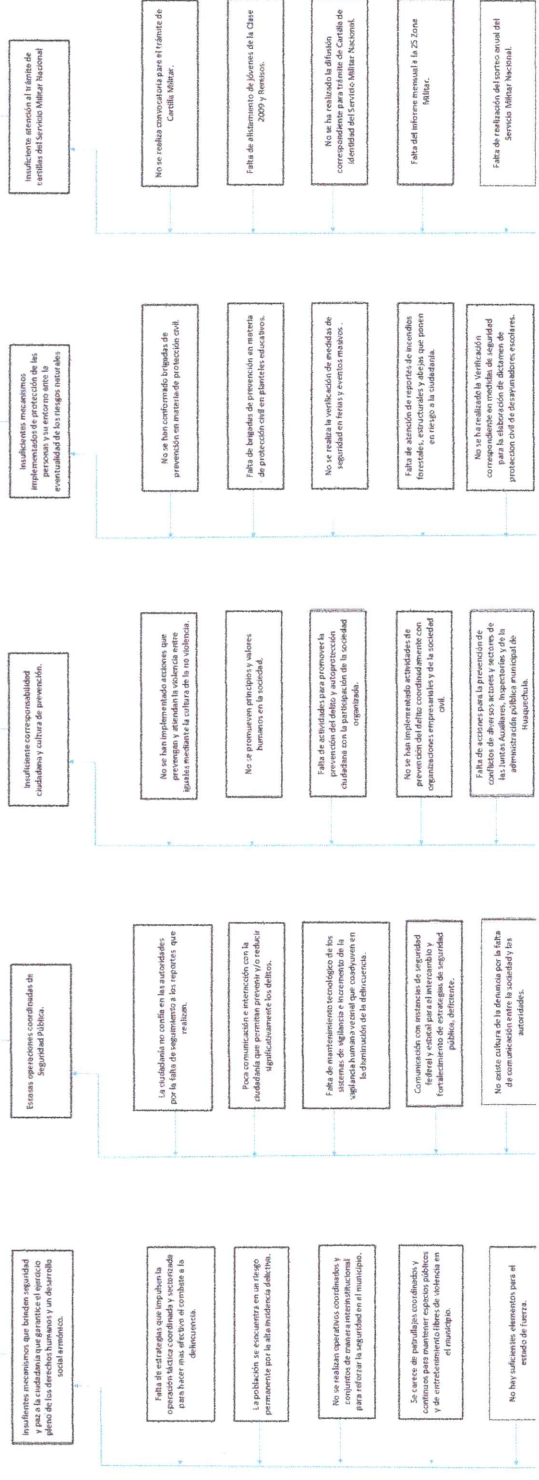 Insufientes mecanismos que brinden seguridad
y paz a la ciudadanía que garantice el ejercicio
pleno de los derechos humanos y un desarrollo
social armónico.
Falta de estrategias que impulsen la
operación táctica coordinada y sectorizada
para hacer más efectivo el combate a la
delincuencia.
La población se encuentra en un riesgo
permanente por la alta incidencia delictiva.
No se realizan operativos coordinados y
conjuntos de manera interinstitucional
para reforzar la seguridad en el municipio.
Se carece de patrullajes coordinados y
continuos para mantener espacios públicos
y de entretenimiento libres de violencia en
el municipio.
No hay suficientes elementos para el
estado de fuerza.
Escasas operaciones coordinadas de
Seguridad Pública.
La ciudadanía no confía en las autoridades
por la falta de seguimiento a los reportes que
realizan.
Poca comunicación e interacción con la
ciudadanía que permitan prevenir y/o reducir
significativamente los delitos.
Falta de mantenimiento tecnológico de los
sistemas de vigilancia e incremento de la
vigilancia humana vecinal que coadyuven en
la disminución de la delincuencia.
Comunicación con instancias de seguridad
federal y estatal para el intercambio y
fortalecimiento de estrategias de seguridad
pública, deficiente.
No existe cultura de la denuncia por la falta
de comunicación entre la sociedad y las
autoridades.
Insuficiente corresponsabilidad
ciudadana y cultura de prevención.
No se han implementado acciones que
prevengan y atiendan la violencia entre
iguales mediante la cultura de la no violencia.
No se promueven principios y valores
humanos en la sociedad.
Falta de actividades para promover la
prevención del delito y autoprotección
ciudadana con la participación de la sociedad
organizada.
No se han implementado actividades de
prevención del delito coordinadamente con
organizaciones empresariales y de la sociedad
civil.
Falta de acciones para la prevención de
conflictos de diversos actores y sectores de
las Juntas Auxiliares, Inspectorías y de la
administración pública municipal de
Huaquechula.
Insuficientes mecanismos
implementados de protección de las
personas y su entorno ante la
eventualidad de los riesgos naturales
No se han conformado brigadas de
prevención en materia de protección civil.
Falta de brigadas de prevención en materia
de protección civil en planteles educativos.
No se realiza la verificación de medidas de
seguridad en ferias y eventos masivos .
Falta de atención de reportes de incendios
forestales, estructurales y abejas que ponen
en riesgo a la ciudadanía.
No se ha realizado la Verificación
correspondiente en medidas de seguridad
para la elaboración de dictamen de
proteccion civil de desayunadores escolares.
Insuficiente atención al trámite de
cartillas del Servicio Militar Nacional
No se realiza convocatoria para el trámite de
Cartilla Militar.
Falta de alistamiento de jóvenes de la Clase
2009 y Remisos.
No se ha realizado la difusión
correspondiente para trámite de Cartilla de
identidad del Servicio Militar Nacional.
Falta del informe mensual a la 25 Zona
Militar.
Falta de realización del sorteo anual del
Servicio Militar Nacional.